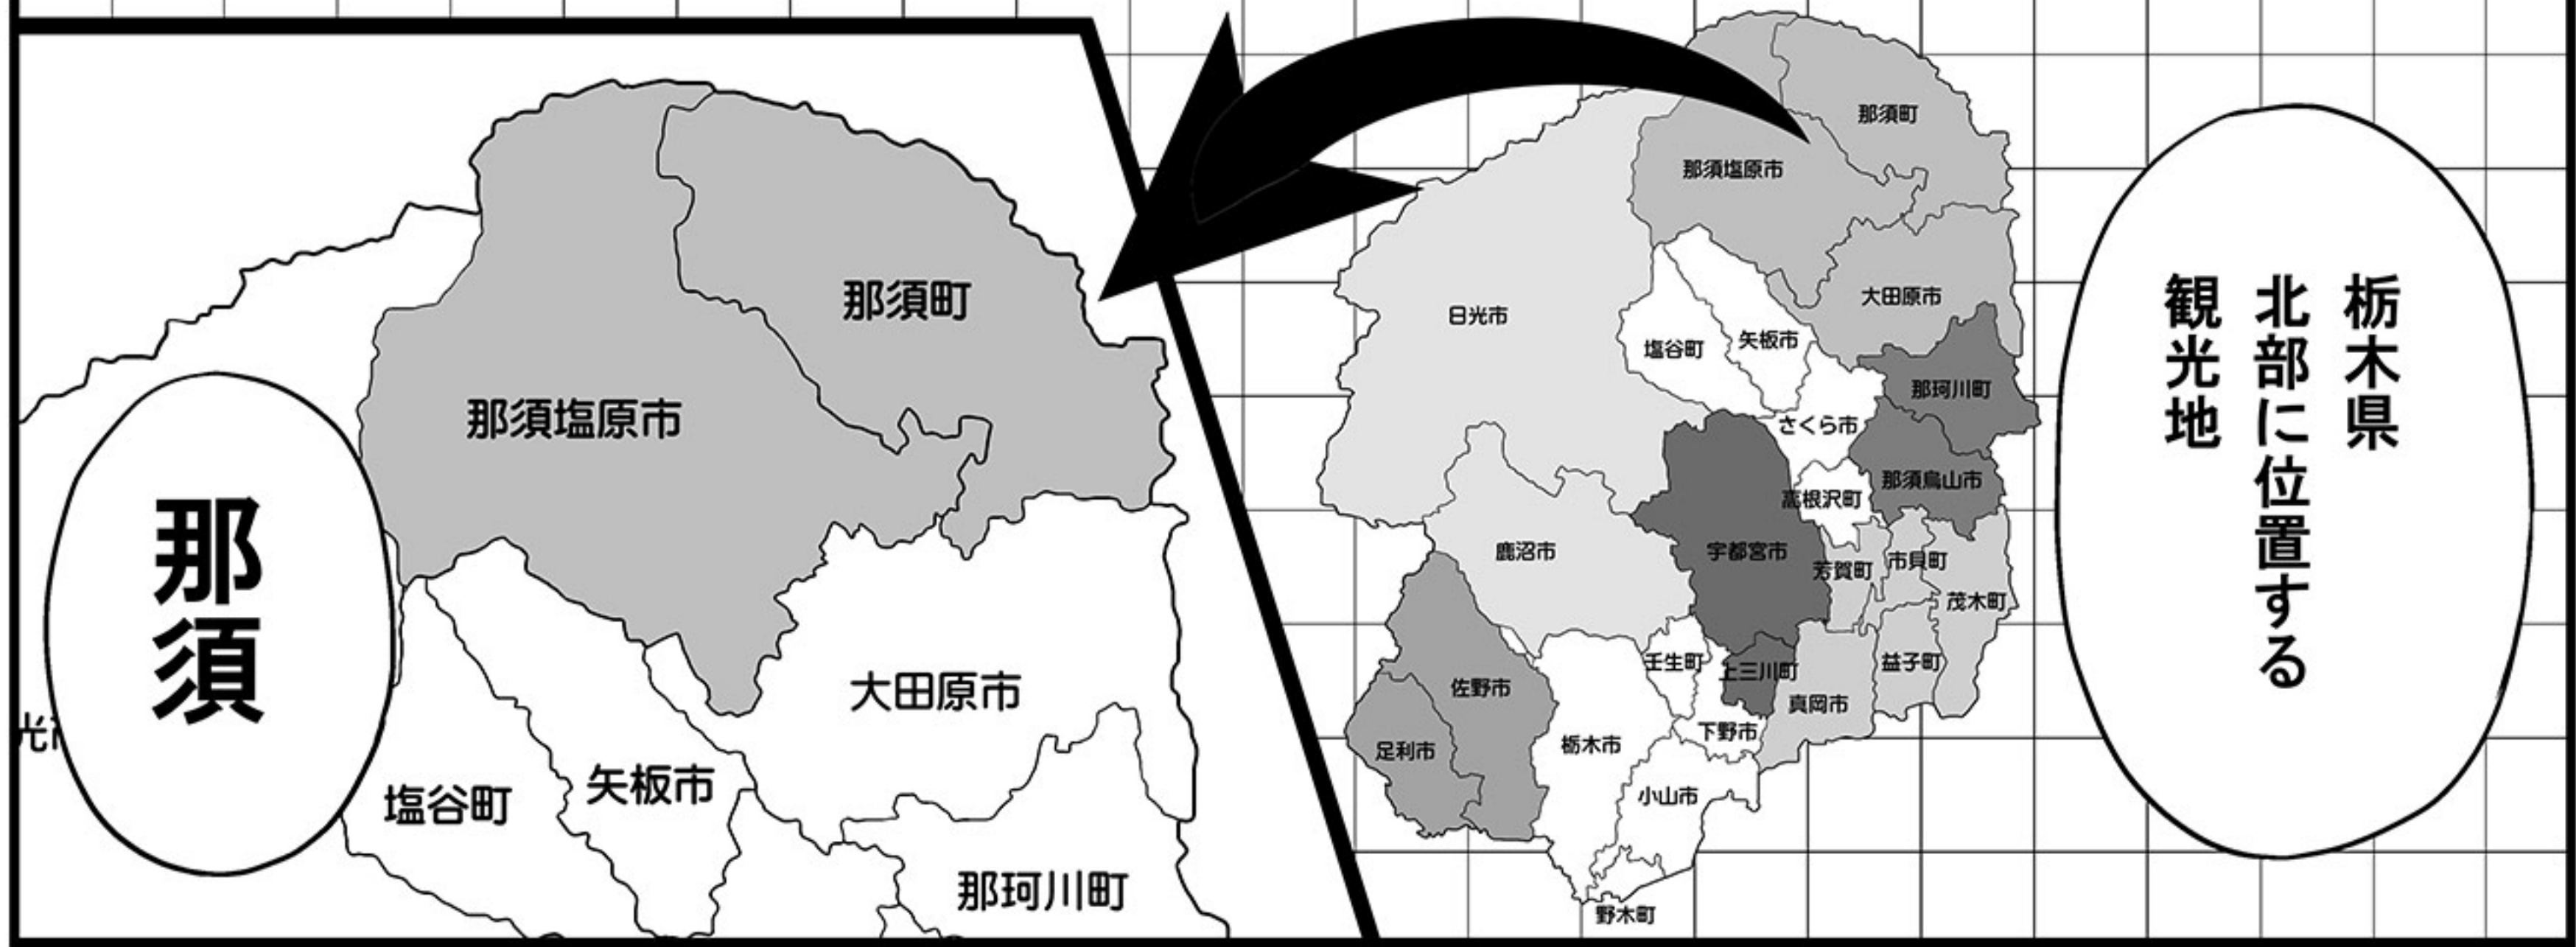 栃木県
北部に位置する
観光地
那須町
那須塩原市
大田原市
日光市
塩谷町
矢板市
那珂川町
さくら市
那須烏山市
高根沢町
宇都宮市
鹿沼市
芳賀町
市貝町
茂木町
壬生町
上三川町
益子町
佐野市
真岡市
下野市
足利市
栃木市
小山市
野木町
那須町
那須塩原市
大田原市
矢板市
塩谷町
那珂川町
光
那須